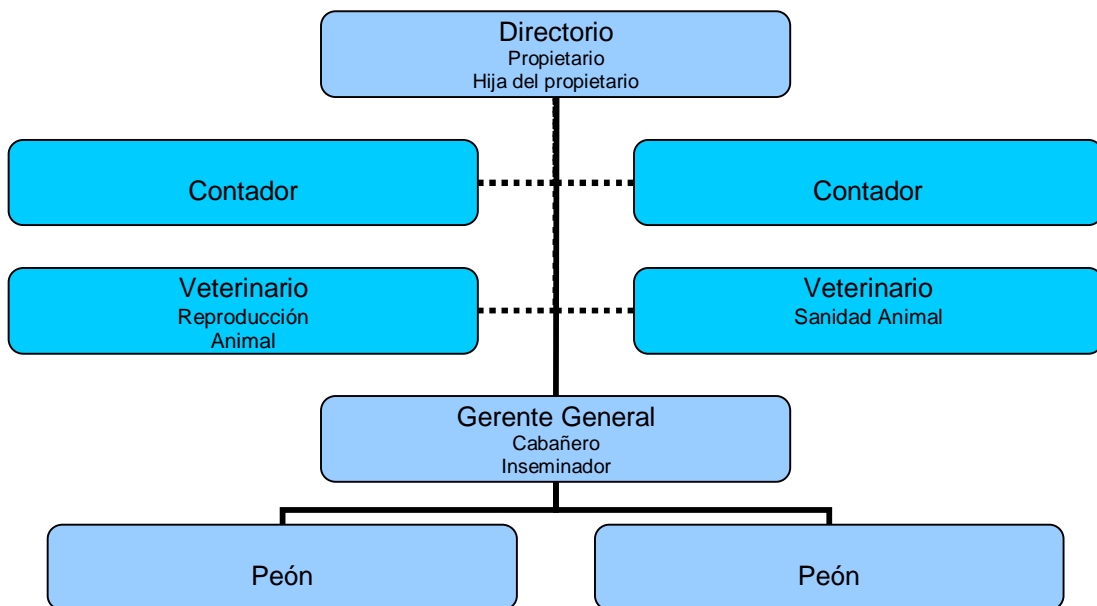 Directorio
Propietario
Hija del propietario
Contador
Contador
Veterinario
Reproducción
Animal
Veterinario
Sanidad Animal
Gerente General
Cabañero
Inseminador
Peón
Peón